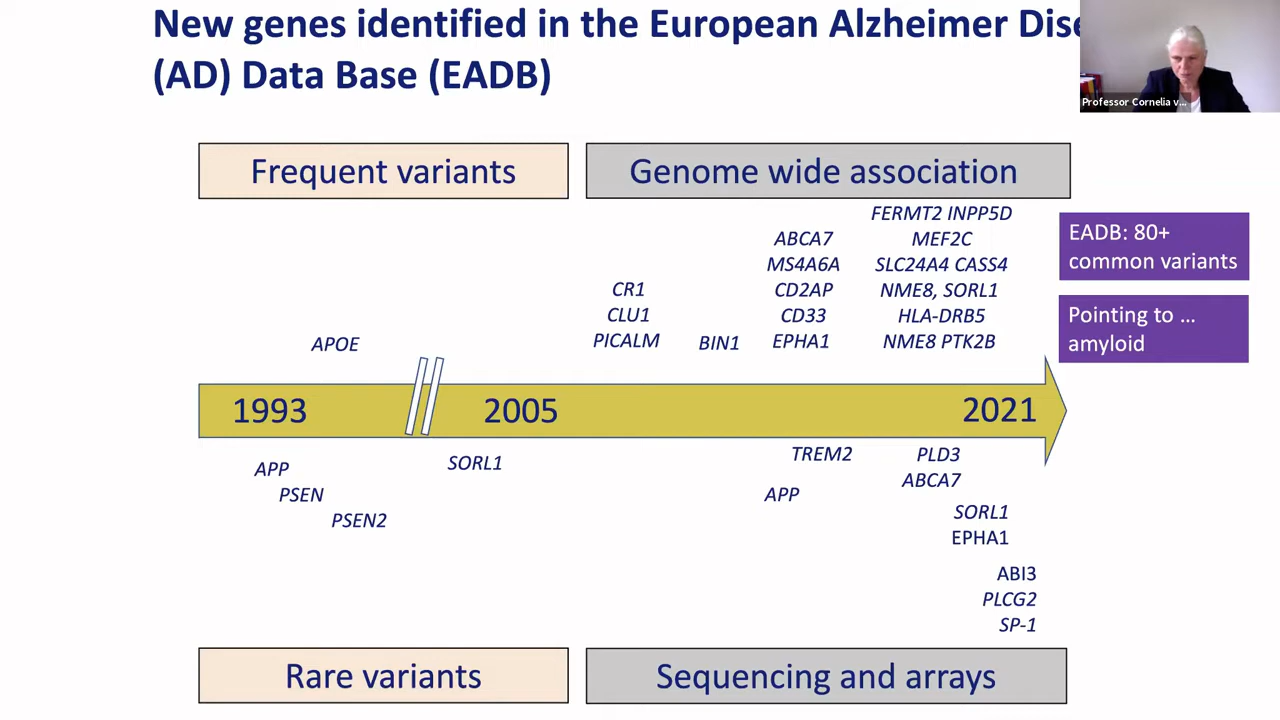 New genes identified in the European Alzheimer Dise
(AD) Data Base (EADB)
Professor Cornelia v...
Frequent variants
Genome wide association
FERMT2 INPP5D
MEF2C
SLC24A4 CASS4
NME8, SORL1
HLA-DRB5
NME8 PTK2B
ABCA7
MS4A6A
CD2AP
CD33
EPHA1
CR1
CLU1
PICALM
BIN1
APOE
EADB: 80+
common variants
Pointing to …
amyloid
1993
2005
2021
APP
PSEN
PSEN2
SORL1
TREM2
APP
PLD3
ABCA7
SORL1
EPHA1
ABI3
PLCG2
SP-1
Rare variants
Sequencing and arrays